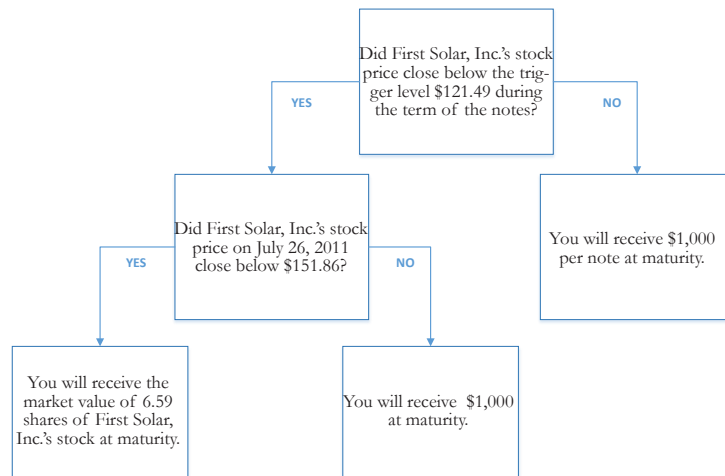 Did First Solar, Inc.'s stock
price close below the trig-
ger level $121.49 during
the term of the notes?
YES
NO
Did First Solar, Inc.'s stock
price on July 26, 2011
close below $151.86?
You will receive $1,000
per note at maturity.
YES
NO
You will receive the
market value of 6.59
shares of First Solar,
Inc.'s stock at maturity.
You will receive $1,000
at maturity.